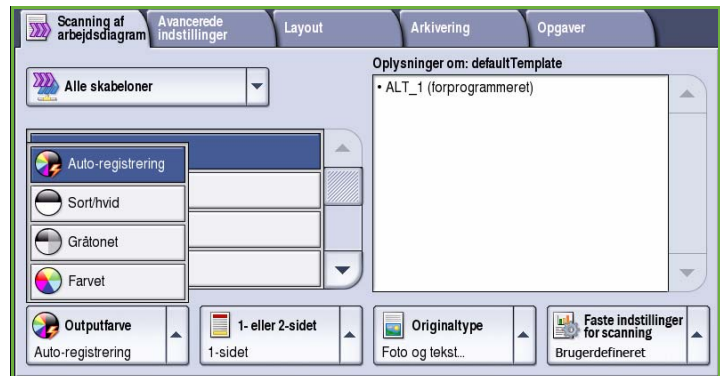 Scanning af
arbejdsdiagram
Avancerede
indstillinger
Layout
Arkivering
Opgaver
Alle skabeloner
Oplysninger om: defaultTemplate
• ALT_1 (forprogrammeret)
Auto-registrering
Sort/hvid
Gråtonet
Farvet
Outputfarve
Auto-registrering
1- eller 2-sidet
1-sidet
Originaltype
Foto og tekst...
Faste indstillinger
for scanning
Brugerdefineret